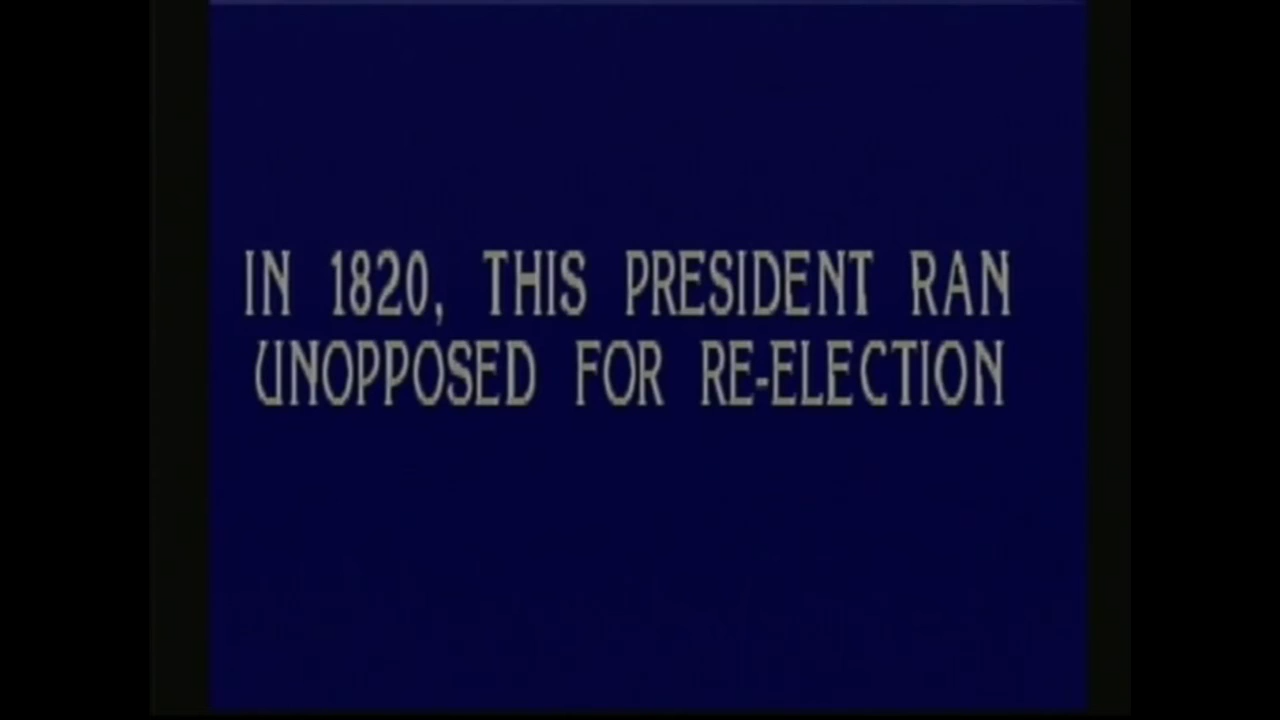 IN 1820, THIS PRESIDENT RAN
UNOPPOSED FOR RE-ELECTION